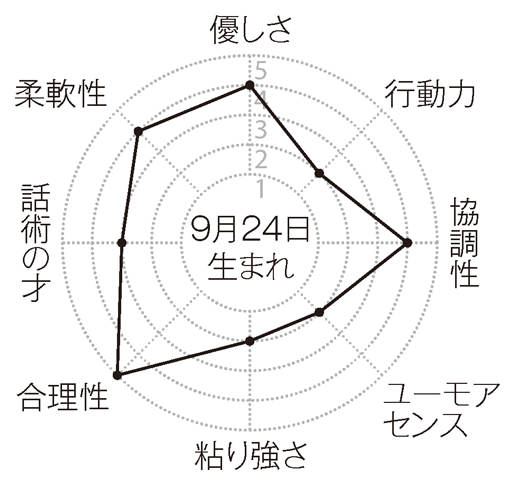 優しさ
行動力
協調性
ユーモア
センス
粘り強さ
合理性
話術の才
柔軟性
5
4
3
2
1
9月24日
生まれ